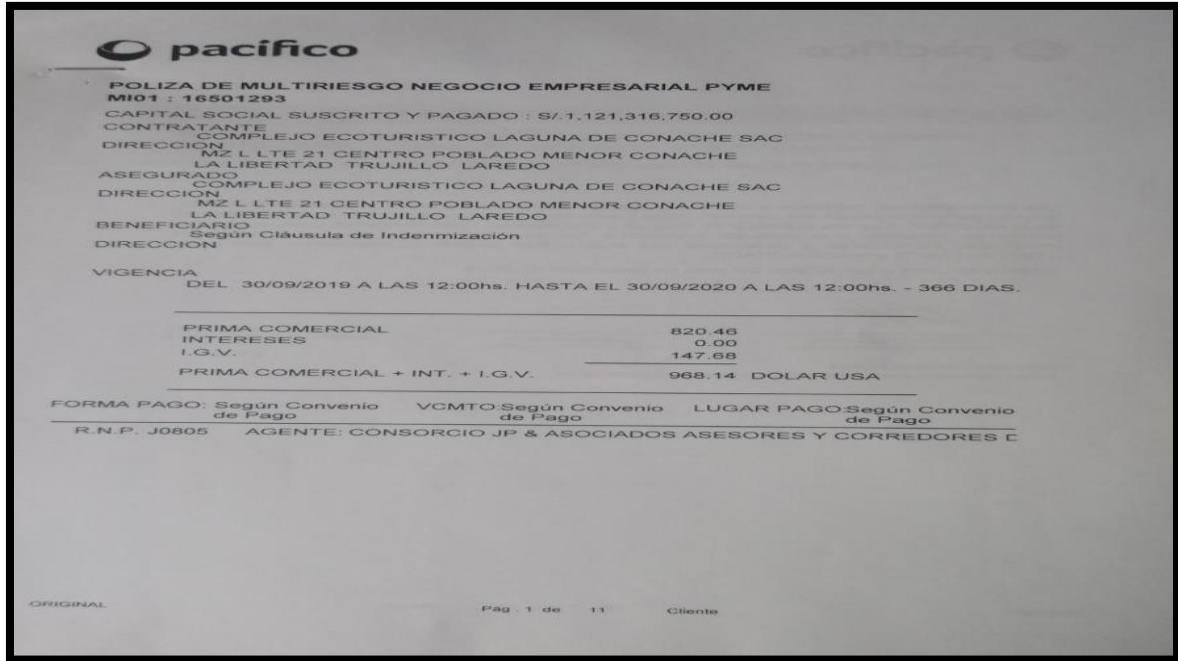 pacífico
POLIZA DE MULTIRIESGO NEGOCIO EMPRESARIAL PYME
MI01 : 16501293
CAPITAL SOCIAL SUSCRITO Y PAGADO : S/.1,121,316,750.00
CONTRATANTE
COMPLEJO ECOTURISTICO LAGUNA DE CONACHE SAC
DIRECCION
MZ L LTE 21 CENTRO POBLADO MENOR CONACHE
LA LIBERTAD TRUJILLO LAREDO
ASEGURADO
COMPLEJO ECOTURISTICO LAGUNA DE CONACHE SAC
DIRECCION
MZ L LTE 21 CENTRO POBLADO MENOR CONACHE
LA LIBERTAD TRUJILLO LAREDO
BENEFICIARIO
Según Cláusula de Indenmización
DIRECCION
VIGENCIA
DEL 30/09/2019 A LAS 12:00hs. HASTA EL 30/09/2020 A LAS 12:00hs. - 366 DIAS.
PRIMA COMERCIAL 820.46
INTERESES 0.00
I.G.V. 147.68
PRIMA COMERCIAL + INT. + I.G.V. 968.14 DOLAR USA
FORMA PAGO: Según Convenio VCMTO:Según Convenio LUGAR PAGO:Según Convenio
de Pago de Pago de Pago
R.N.P. J0805 AGENTE: CONSORCIO JP & ASOCIADOS ASESORES Y CORREDORES D
ORIGINAL Pág . 1 de 11 Cliente